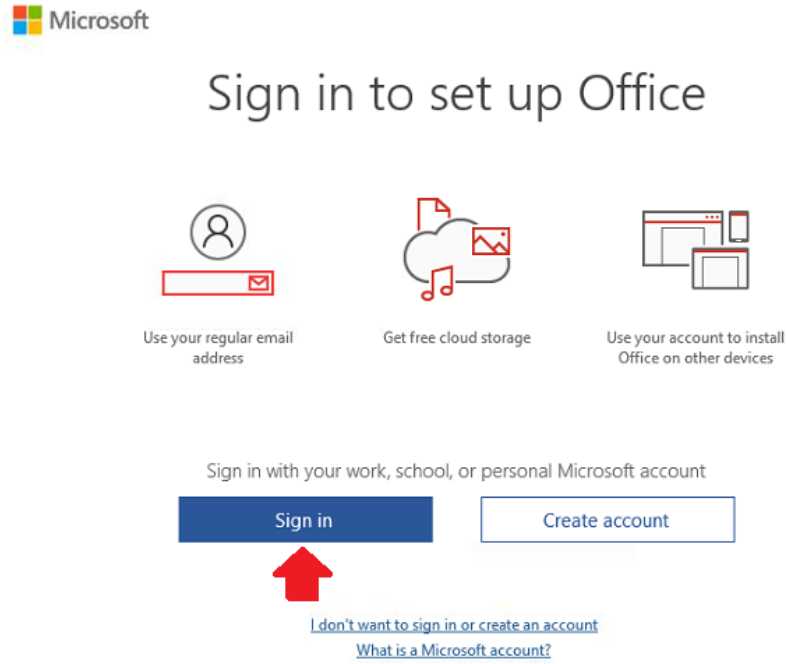 Microsoft
Sign in to set up Office
Use your regular email
address
Get free cloud storage
Use your account to install
Office on other devices
Sign in with your work, school, or personal Microsoft account
Sign in
Create account
I don't want to sign in or create an account
What is a Microsoft account?